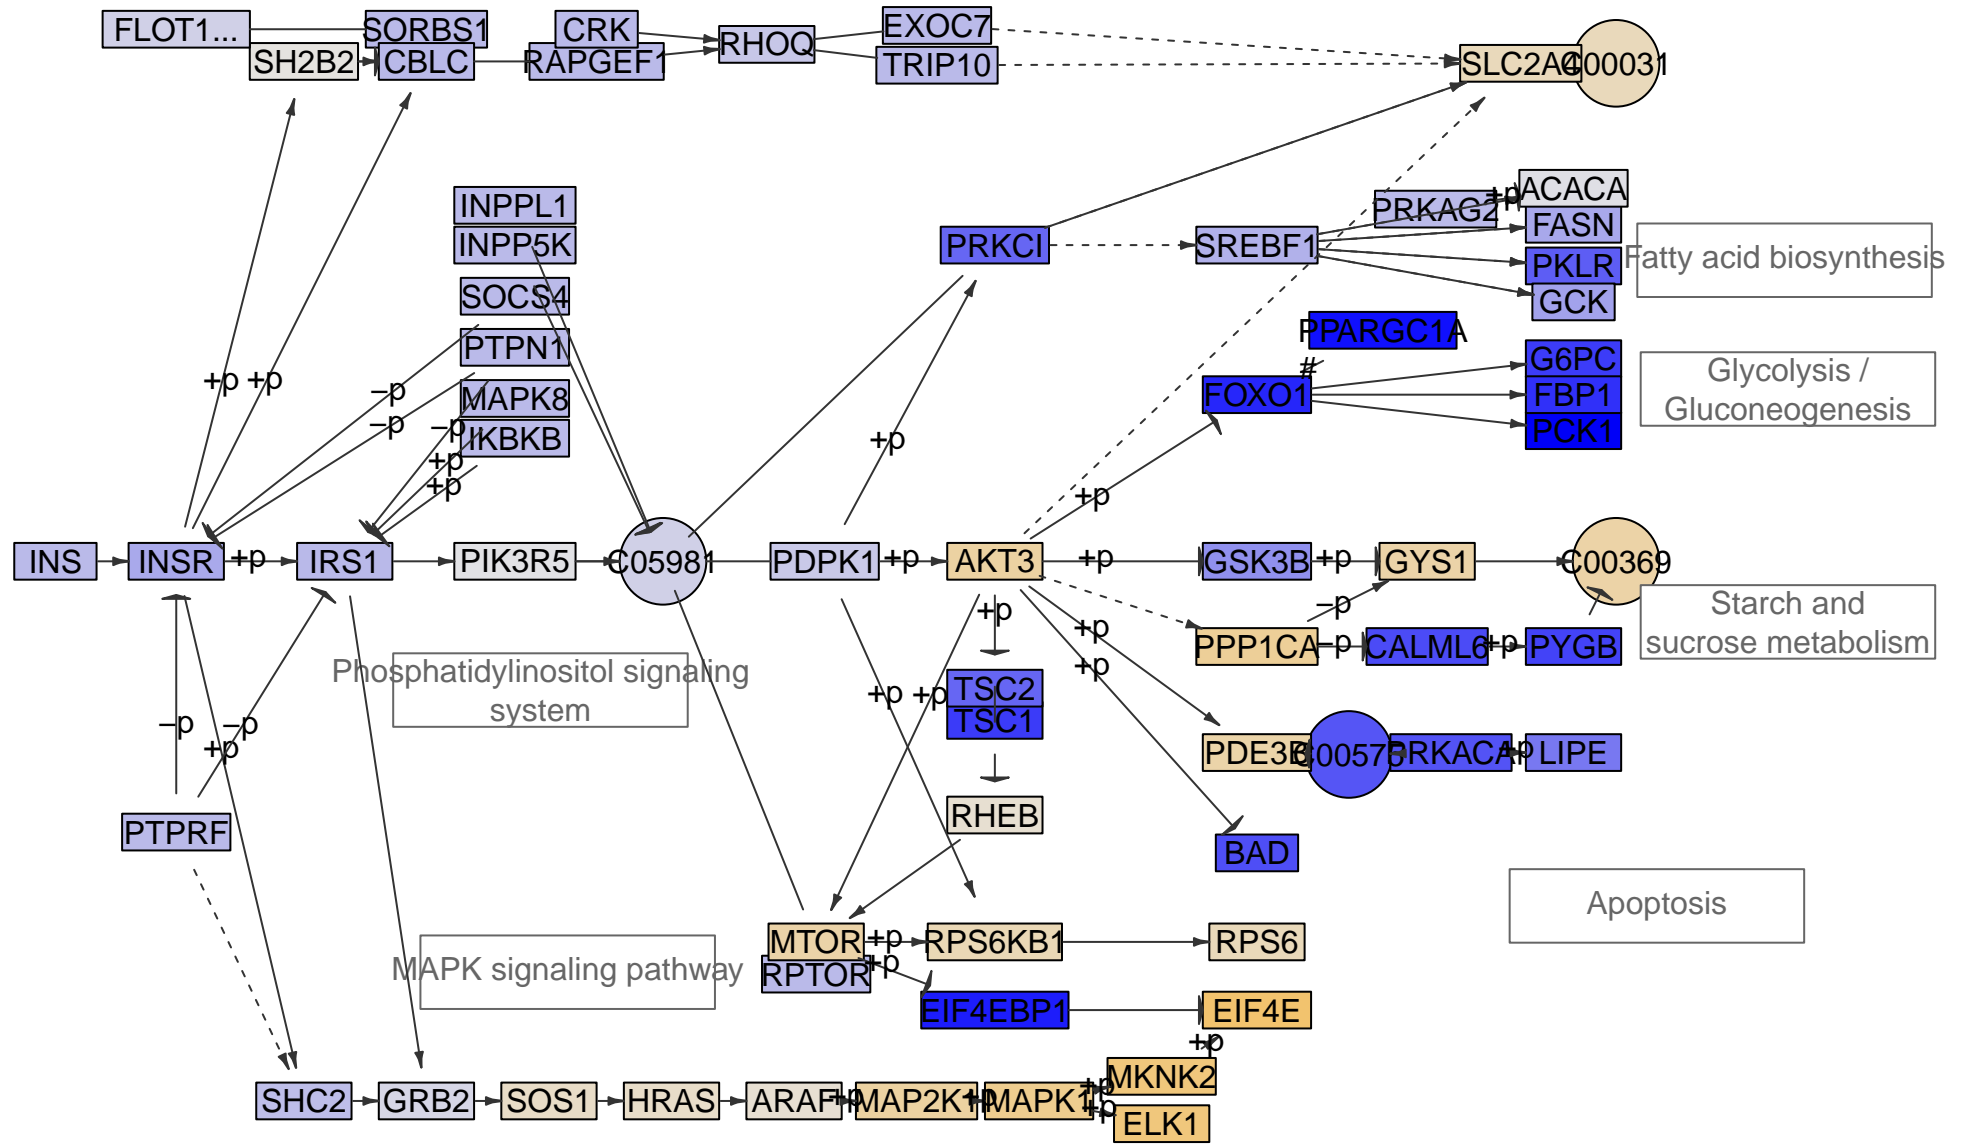 FLOT1...
SORBS1
CRK
EXOC7
SH2B2
CBLC
RAPGEF1
RHOQ
TRIP10
SLC2A4
C00031
INPPL1
INPP5K
SOCS4
PTPN1
MAPK8
IKBKB
PRKCI
SREBF1
PRKAG2
+p
ACACA
FASN
PKLR
GCK
Fatty acid biosynthesis
PPARGC1A
#
FOXO1
G6PC
FBP1
PCK1
Glycolysis /
Gluconeogenesis
+p
+p
–p
–p
–p
+p
+p
+p
+p
INS
INSR
+p
IRS1
PIK3R5
C05981
PDPK1
+p
AKT3
+p
GSK3B
+p
GYS1
C00369
–p
+p
+p
+p
PPP1CA
–p
CALML6
+p
PYGB
Starch and
sucrose metabolism
Phosphatidylinositol signaling
system
+p
+p
TSC2
TSC1
–p
+p
–p
PDE3B
C00575
PRKACA
+p
LIPE
PTPRF
RHEB
BAD
Apoptosis
MTOR
+p
RPS6KB1
RPS6
RPTOR
+p
MAPK signaling pathway
EIF4EBP1
EIF4E
+p
SHC2
GRB2
SOS1
HRAS
ARAF
+p
MAP2K1
+p
MAPK1
+p
+p
MKNK2
ELK1